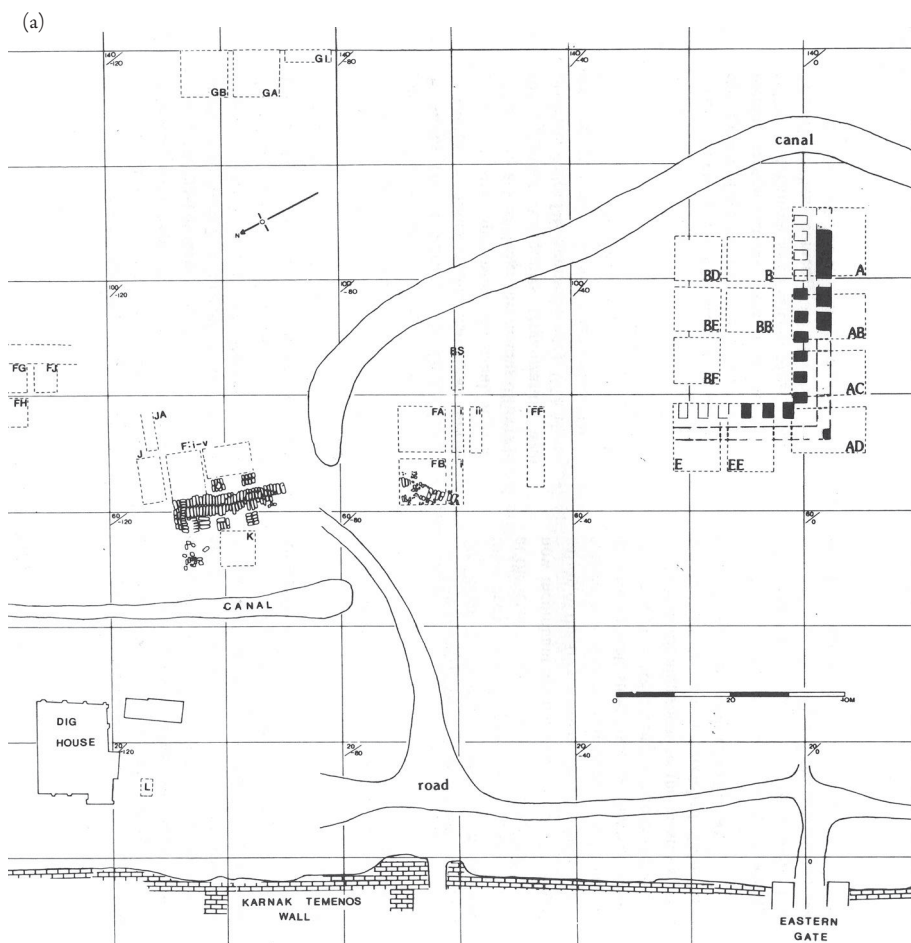 (a)
140/-120
140/-80
140/-40
140/0
GI
GB
GA
canal
N
BD
B
A
100/-120
100/-80
100/-40
BE
BB
AB
BS
FG
FJ
BF
AC
FH
JA
FA
i
ii
FF
J
F:i-v
AD
FB
i
E
EE
60/-120
60/-80
60/-40
60/0
K
CANAL
0
20
40M
DIG
HOUSE
20/-120
20/-80
20/-40
20/0
L
road
0
KARNAK TEMENOS
WALL
EASTERN
GATE